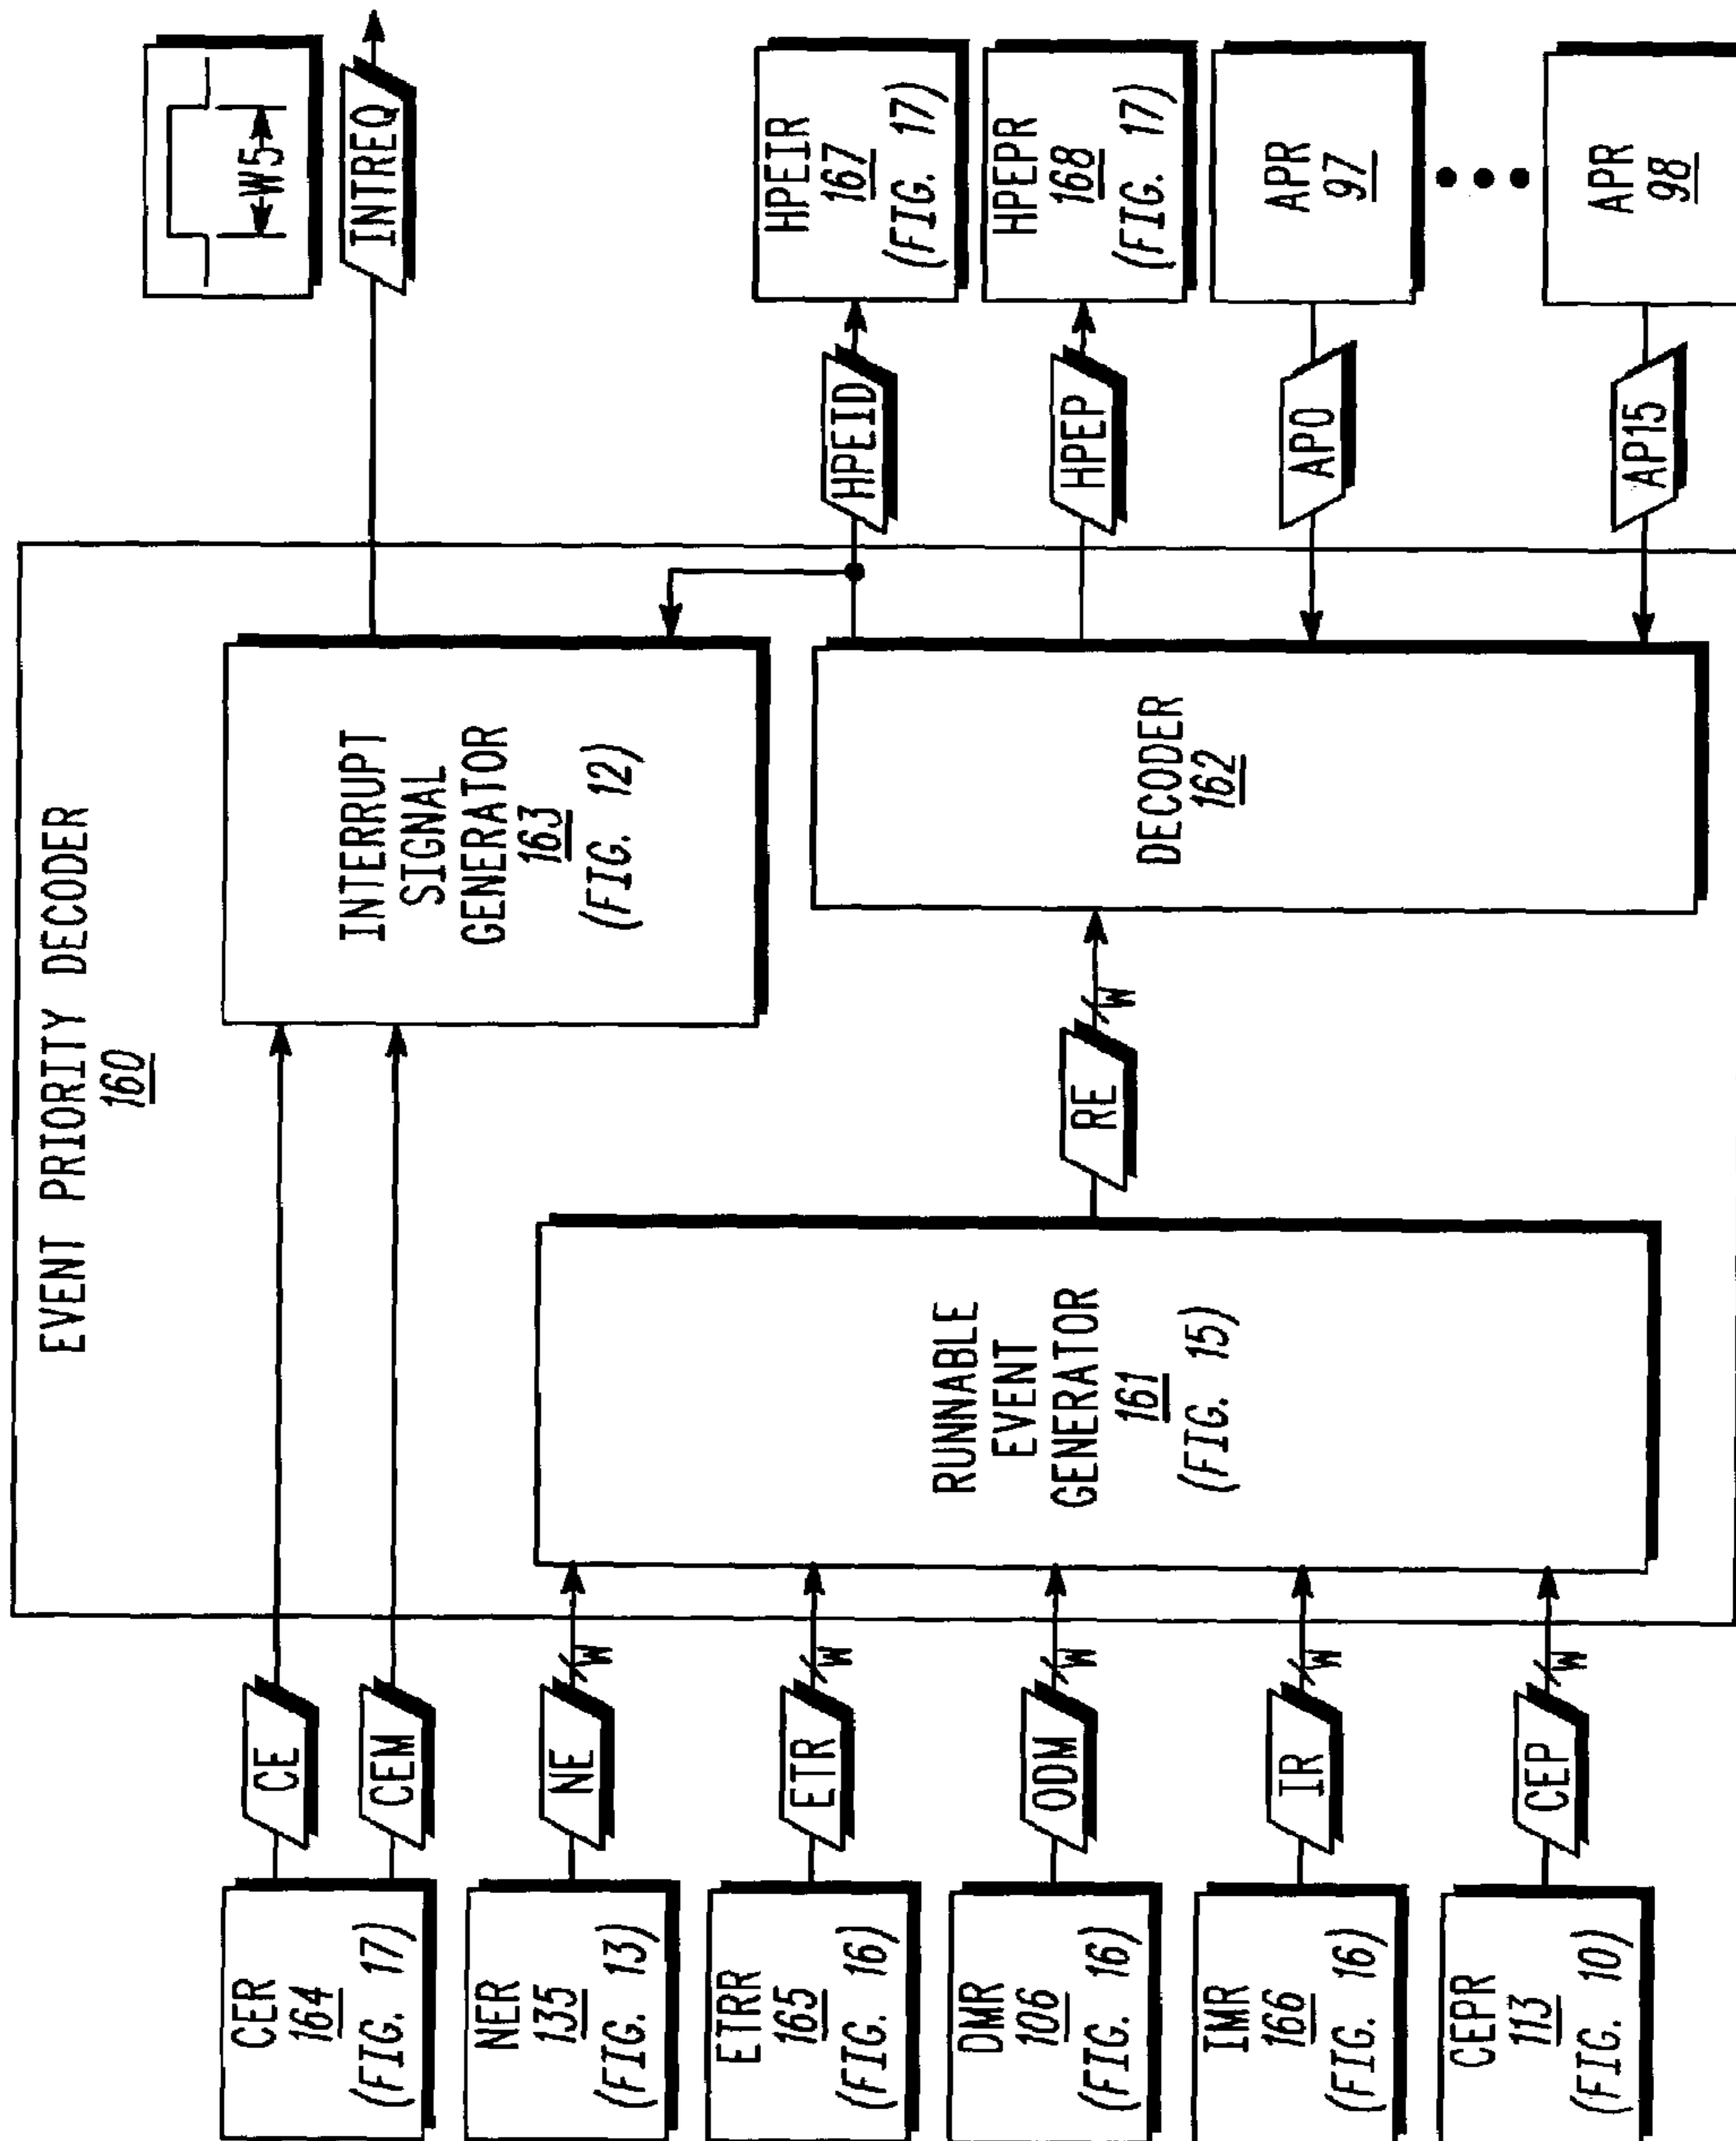 EVENT PRIORITY DECODER
160
CER
164
(FIG. 17)
CE
CEM
NER
135
(FIG. 13)
NE
W
ETRR
165
(FIG. 16)
ETR
W
DMR
106
(FIG. 16)
ODM
W
IMR
166
(FIG. 16)
IR
W
CEPR
113
(FIG. 10)
CEP
W
RUNNABLE
EVENT
GENERATOR
161
(FIG. 15)
RE
W
INTERRUPT
SIGNAL
GENERATOR
163
(FIG. 12)
DECODER
162
W5
INTREQ
HPEID
HPEIR
167
(FIG. 17)
HPEP
HPEPR
168
(FIG. 17)
AP0
APR
97
AP15
APR
98